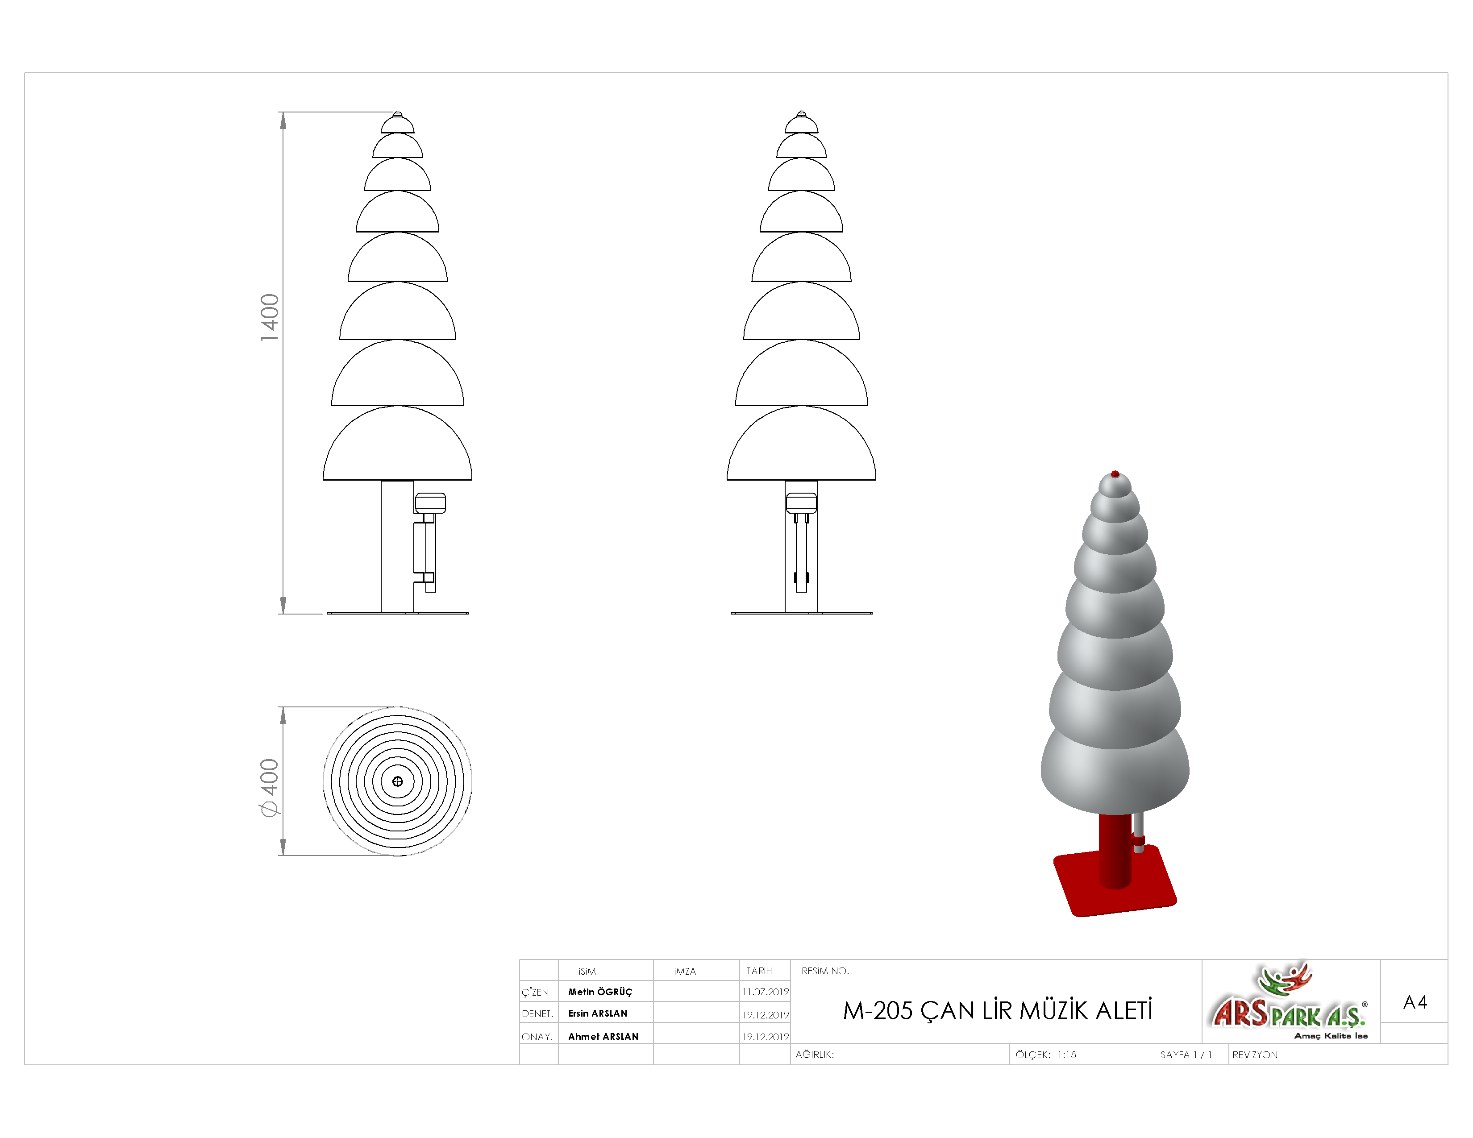 1400
⌀400
İSİM
İMZA
TARİH
RESİM NO.
ÇİZEN.
Metin ÖGRÜÇ
11.07.2019
DENET.
Ersin ARSLAN
19.12.2019
ONAY.
Ahmet ARSLAN
19.12.2019
M-205 ÇAN LİR MÜZİK ALETİ
ARSPARK A.Ş.®
Amaç Kalite İse
A4
AĞIRLIK:
ÖLÇEK: 1:15
SAYFA 1 / 1
REVİZYON